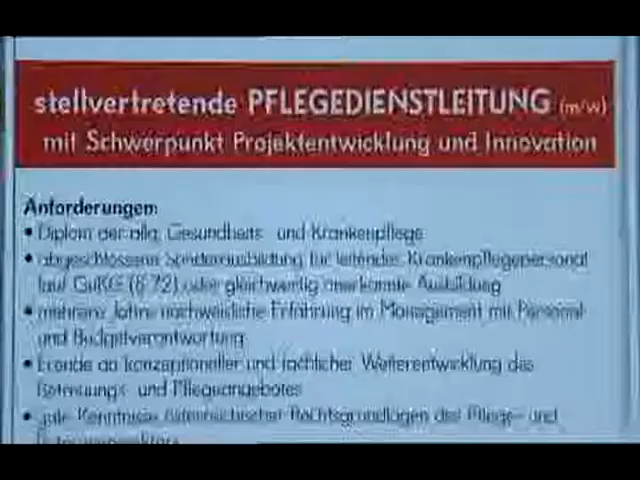 stellvertretende PFLEGEDIENSTLEITUNG (m/w)
mit Schwerpunkt Projektentwicklung und Innovation
Anforderungen:
• Diplom der allg. Gesundheits- und Krankenpflege
• abgeschlossene Sonderausbildung für leitendes Krankenpflegepersonal
laut GuKG (§ 72) oder gleichwertig anerkannte Ausbildung
• mehrere Jahre nachweisliche Erfahrung im Management mit Personal-
und Budgetverantwortung
• Freude an konzeptioneller und fachlicher Weiterentwicklung des
Betreuungs- und Pflegeangebotes
• gute Kenntnisse österreichischer Rechtsgrundlagen des Pflege- und